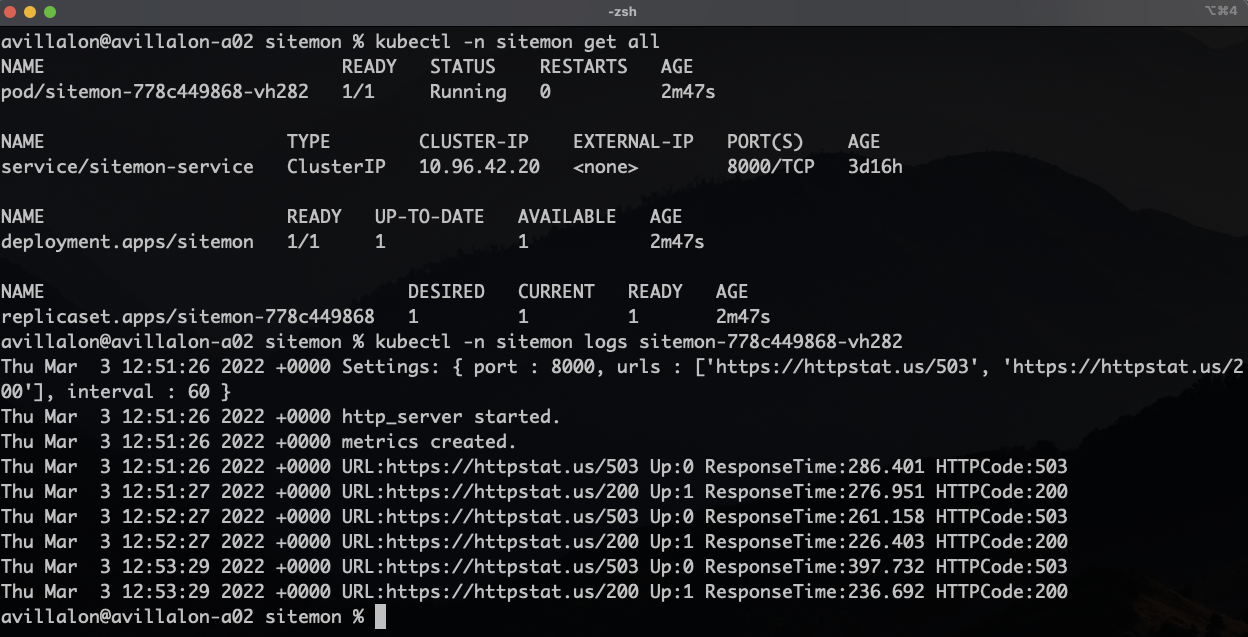 -zsh
⌥⌘4
avillalon@avillalon-a02 sitemon % kubectl -n sitemon get all
NAME                           READY   STATUS    RESTARTS   AGE
pod/sitemon-778c449868-vh282   1/1     Running   0          2m47s
NAME                      TYPE        CLUSTER-IP    EXTERNAL-IP   PORT(S)    AGE
service/sitemon-service   ClusterIP   10.96.42.20   <none>        8000/TCP   3d16h
NAME                      READY   UP-TO-DATE   AVAILABLE   AGE
deployment.apps/sitemon   1/1     1            1           2m47s
NAME                                 DESIRED   CURRENT   READY   AGE
replicaset.apps/sitemon-778c449868   1         1         1       2m47s
avillalon@avillalon-a02 sitemon % kubectl -n sitemon logs sitemon-778c449868-vh282
Thu Mar  3 12:51:26 2022 +0000 Settings: { port : 8000, urls : ['https://httpstat.us/503', 'https://httpstat.us/2
00'], interval : 60 }
Thu Mar  3 12:51:26 2022 +0000 http_server started.
Thu Mar  3 12:51:26 2022 +0000 metrics created.
Thu Mar  3 12:51:26 2022 +0000 URL:https://httpstat.us/503 Up:0 ResponseTime:286.401 HTTPCode:503
Thu Mar  3 12:51:27 2022 +0000 URL:https://httpstat.us/200 Up:1 ResponseTime:276.951 HTTPCode:200
Thu Mar  3 12:52:27 2022 +0000 URL:https://httpstat.us/503 Up:0 ResponseTime:261.158 HTTPCode:503
Thu Mar  3 12:52:27 2022 +0000 URL:https://httpstat.us/200 Up:1 ResponseTime:226.403 HTTPCode:200
Thu Mar  3 12:53:29 2022 +0000 URL:https://httpstat.us/503 Up:0 ResponseTime:397.732 HTTPCode:503
Thu Mar  3 12:53:29 2022 +0000 URL:https://httpstat.us/200 Up:1 ResponseTime:236.692 HTTPCode:200
avillalon@avillalon-a02 sitemon %